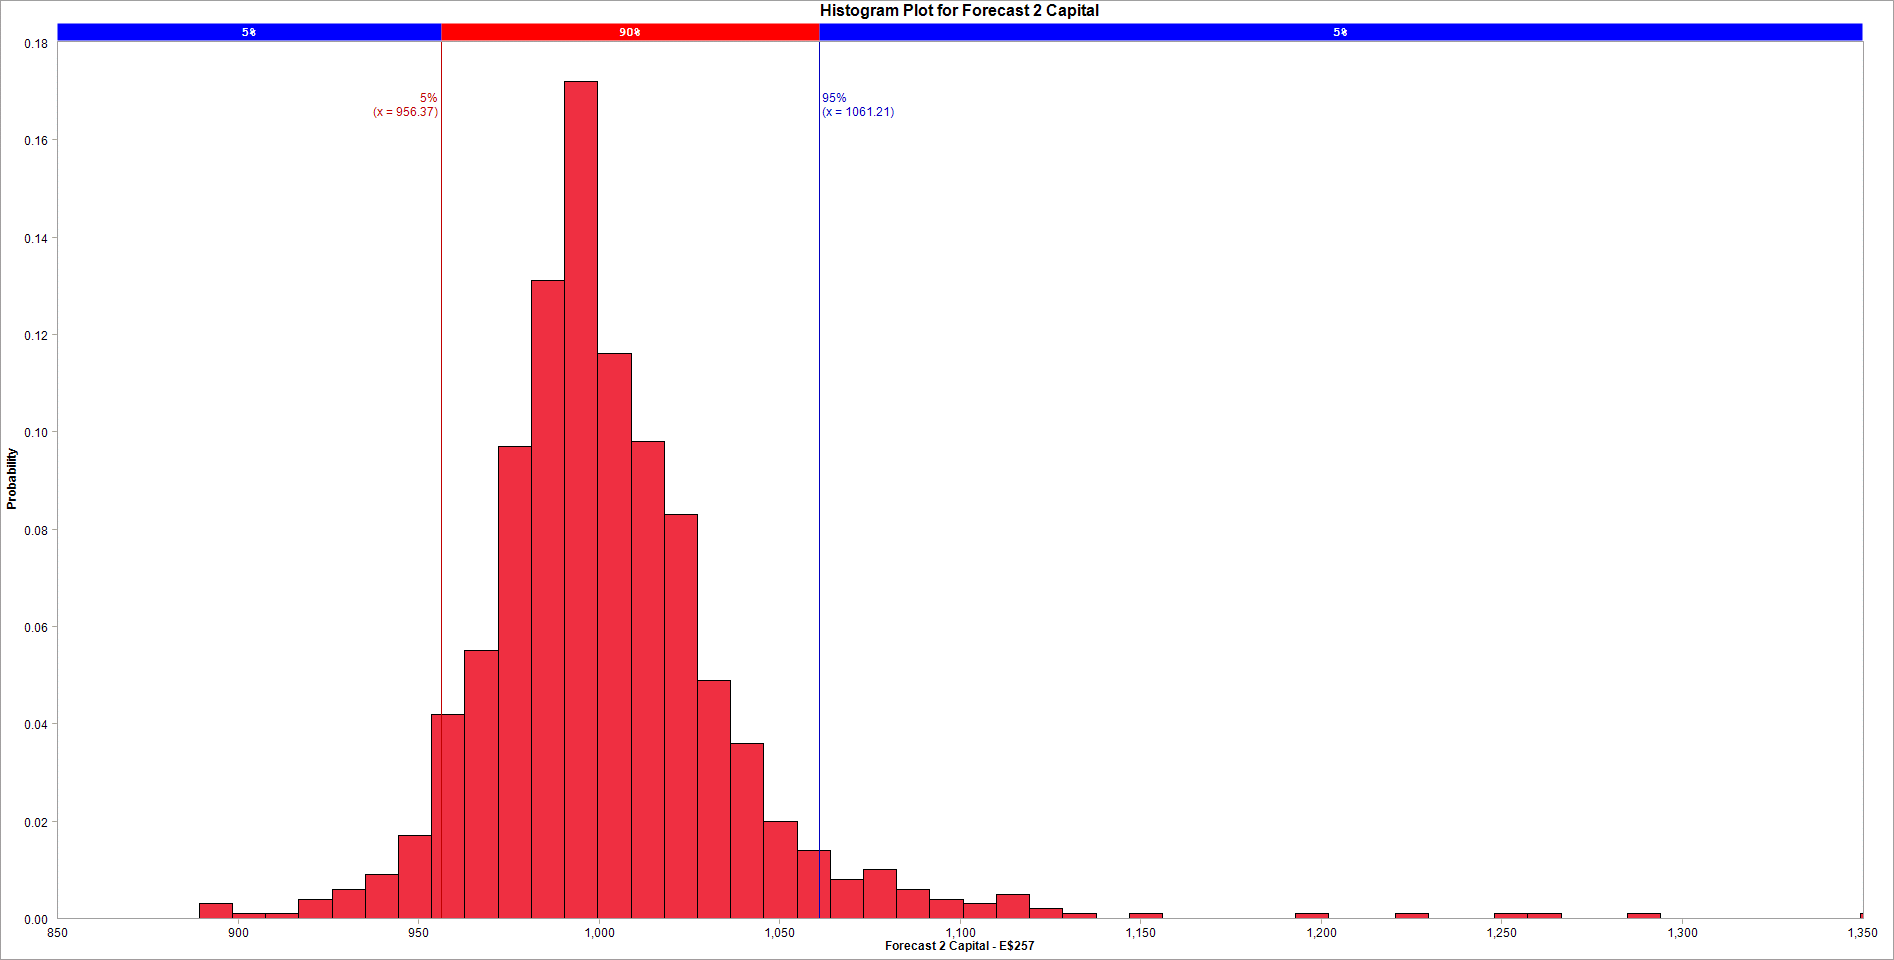 Histogram Plot for Forecast 2 Capital
5% 90% 5%
0.18
5%
(x = 956.37)
95%
(x = 1061.21)
0.16
0.14
0.12
0.10
0.08
0.06
0.04
0.02
0.00
Probability
850 900 950 1,000 1,050 1,100 1,150 1,200 1,250 1,300 1,350
Forecast 2 Capital - E$257